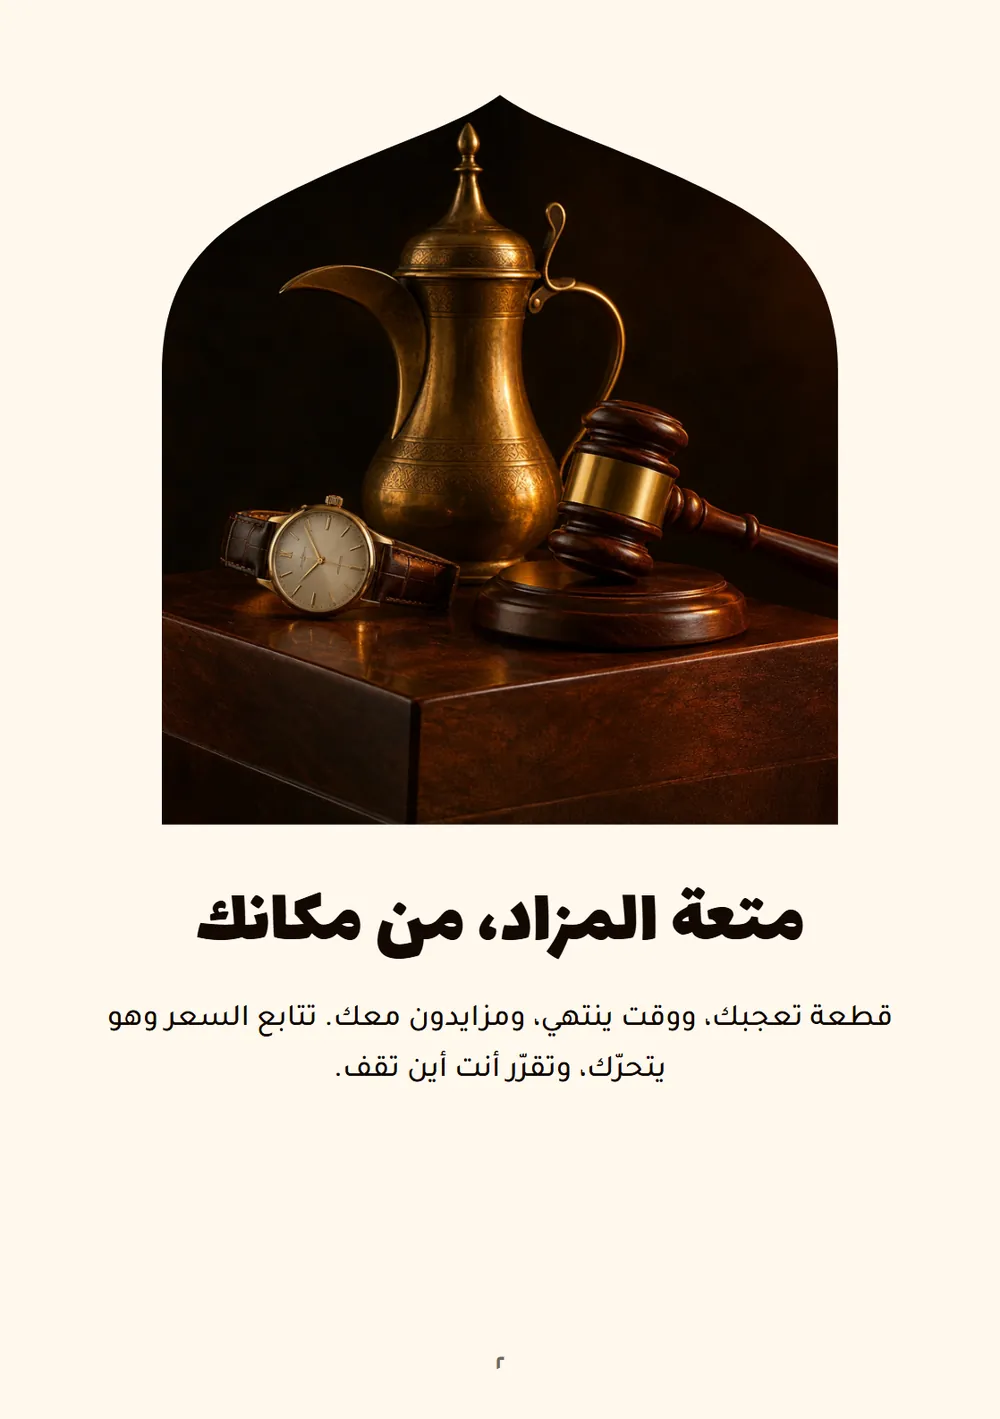 متعة المزاد، من مكانك
قطعة تعجبك، ووقت ينتهي، ومزايدون معك. تتابع السعر وهو
يتحرّك، وتقرّر أنت أين تقف.
٢